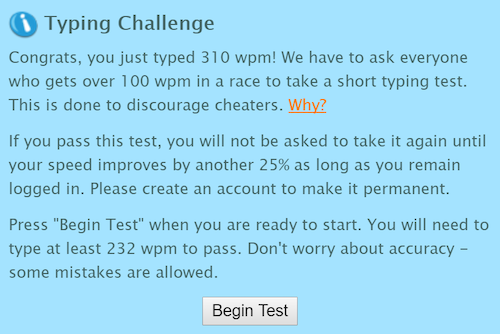 Typing Challenge
Congrats, you just typed 310 wpm! We have to ask everyone
who gets over 100 wpm in a race to take a short typing test.
This is done to discourage cheaters. Why?
If you pass this test, you will not be asked to take it again until
your speed improves by another 25% as long as you remain
logged in. Please create an account to make it permanent.
Press "Begin Test" when you are ready to start. You will need to
type at least 232 wpm to pass. Don't worry about accuracy –
some mistakes are allowed.
Begin Test